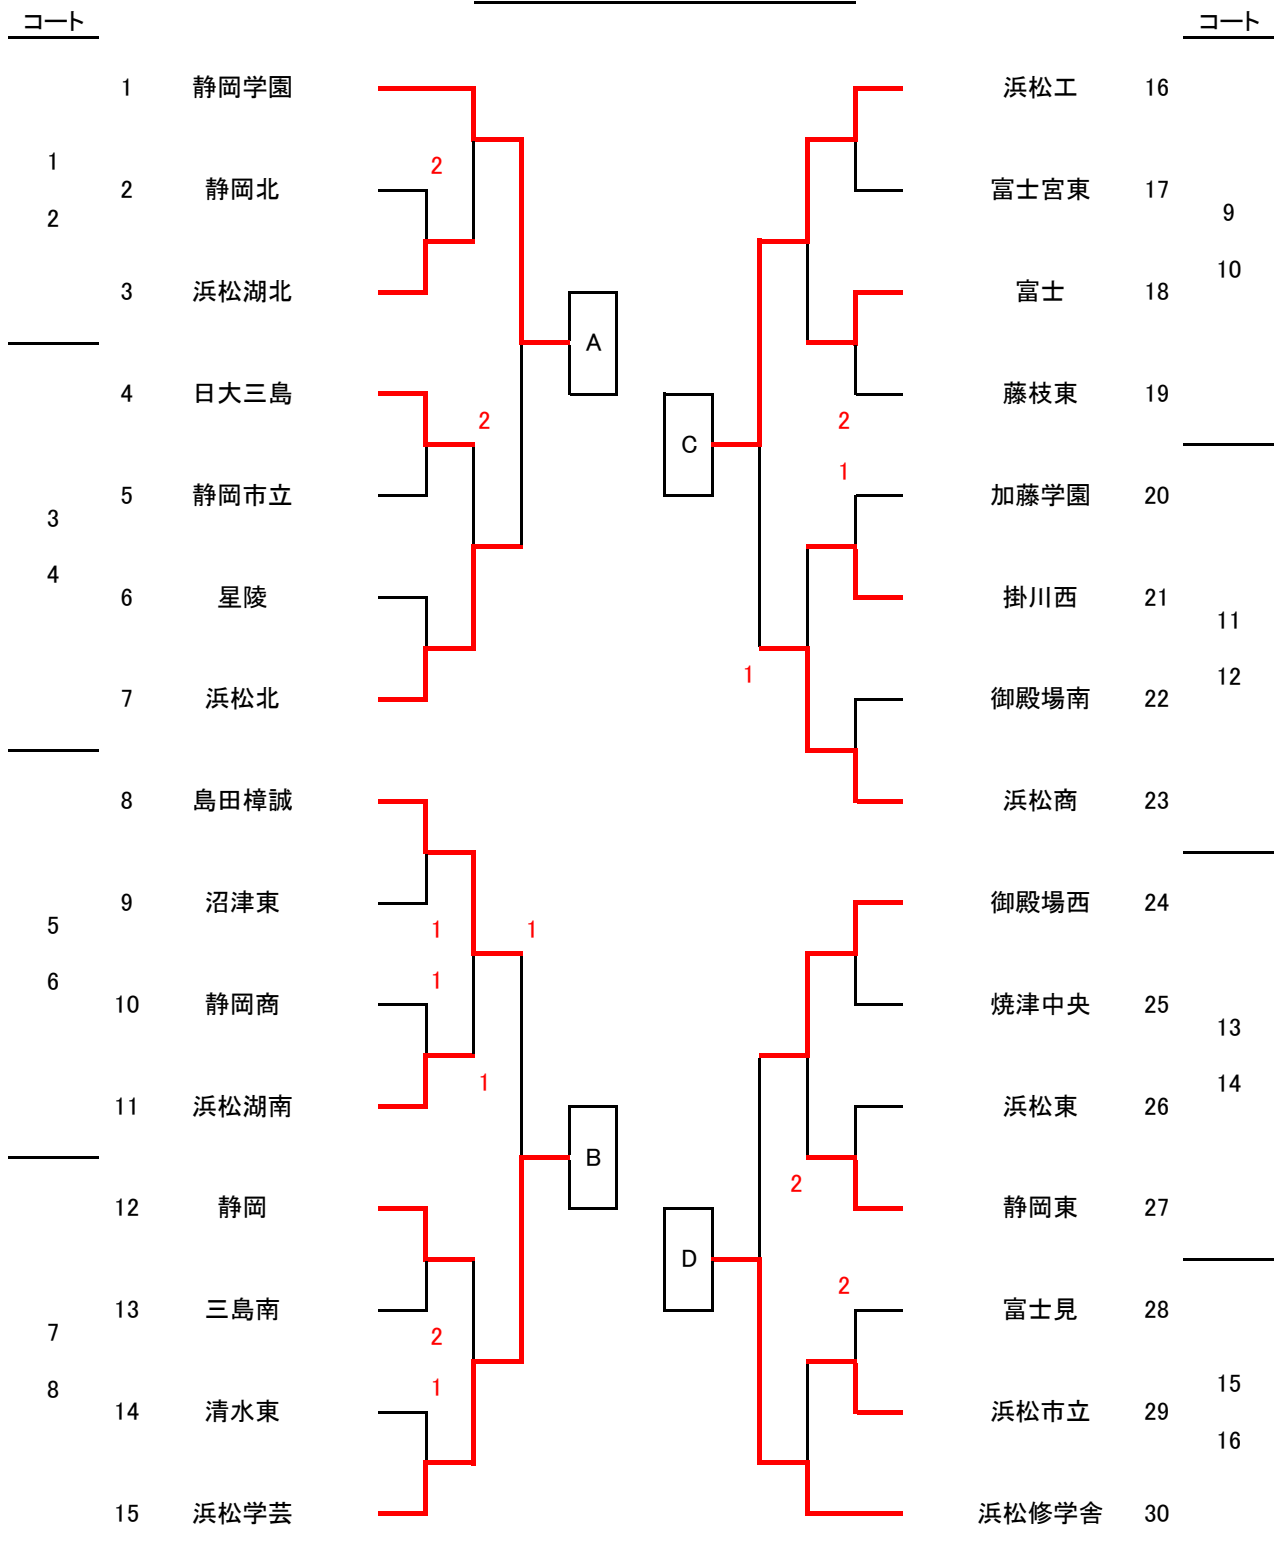 コート
コート
1 静岡学園
浜松工 16
1
2
2
2 静岡北
富士宮東 17
9
10
3 浜松湖北
富士 18
A
4 日大三島
藤枝東 19
2
2
C
1
5 静岡市立
加藤学園 20
3
4
6 星陵
掛川西 21
11
12
1
7 浜松北
御殿場南 22
8 島田樟誠
浜松商 23
9 沼津東
御殿場西 24
5
6
1
1
1
10 静岡商
焼津中央 25
13
14
1
11 浜松湖南
浜松東 26
B
2
12 静岡
静岡東 27
D
2
13 三島南
富士見 28
7
8
2
1
14 清水東
浜松市立 29
15
16
15 浜松学芸
浜松修学舎 30